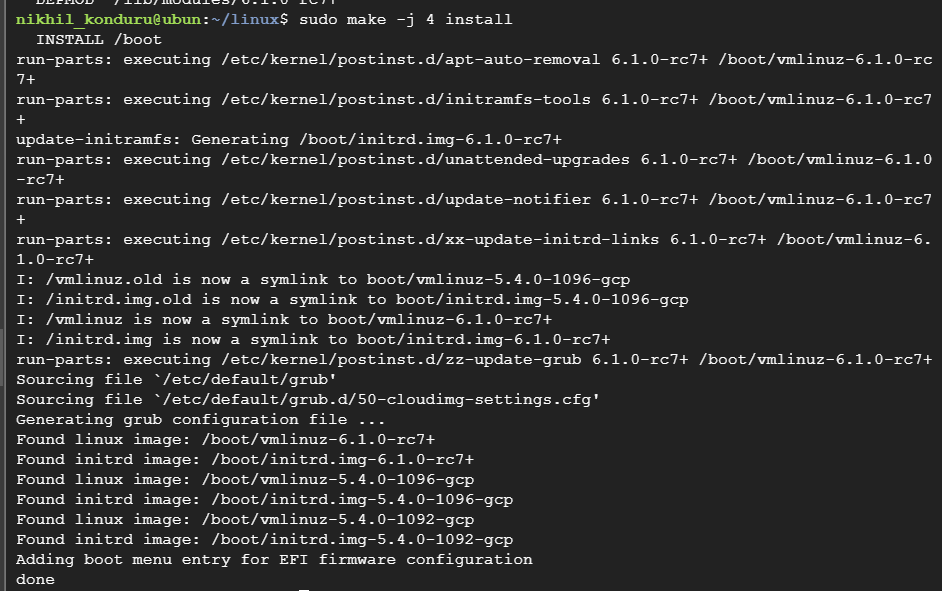 DEPMOD  /lib/modules/6.1.0-rc7+
nikhil_konduru@ubun:~/linux$ sudo make -j 4 install
  INSTALL /boot
run-parts: executing /etc/kernel/postinst.d/apt-auto-removal 6.1.0-rc7+ /boot/vmlinuz-6.1.0-rc
7+
run-parts: executing /etc/kernel/postinst.d/initramfs-tools 6.1.0-rc7+ /boot/vmlinuz-6.1.0-rc7
+
update-initramfs: Generating /boot/initrd.img-6.1.0-rc7+
run-parts: executing /etc/kernel/postinst.d/unattended-upgrades 6.1.0-rc7+ /boot/vmlinuz-6.1.0
-rc7+
run-parts: executing /etc/kernel/postinst.d/update-notifier 6.1.0-rc7+ /boot/vmlinuz-6.1.0-rc7
+
run-parts: executing /etc/kernel/postinst.d/xx-update-initrd-links 6.1.0-rc7+ /boot/vmlinuz-6.
1.0-rc7+
I: /vmlinuz.old is now a symlink to boot/vmlinuz-5.4.0-1096-gcp
I: /initrd.img.old is now a symlink to boot/initrd.img-5.4.0-1096-gcp
I: /vmlinuz is now a symlink to boot/vmlinuz-6.1.0-rc7+
I: /initrd.img is now a symlink to boot/initrd.img-6.1.0-rc7+
run-parts: executing /etc/kernel/postinst.d/zz-update-grub 6.1.0-rc7+ /boot/vmlinuz-6.1.0-rc7+
Sourcing file `/etc/default/grub'
Sourcing file `/etc/default/grub.d/50-cloudimg-settings.cfg'
Generating grub configuration file ...
Found linux image: /boot/vmlinuz-6.1.0-rc7+
Found initrd image: /boot/initrd.img-6.1.0-rc7+
Found linux image: /boot/vmlinuz-5.4.0-1096-gcp
Found initrd image: /boot/initrd.img-5.4.0-1096-gcp
Found linux image: /boot/vmlinuz-5.4.0-1092-gcp
Found initrd image: /boot/initrd.img-5.4.0-1092-gcp
Adding boot menu entry for EFI firmware configuration
done